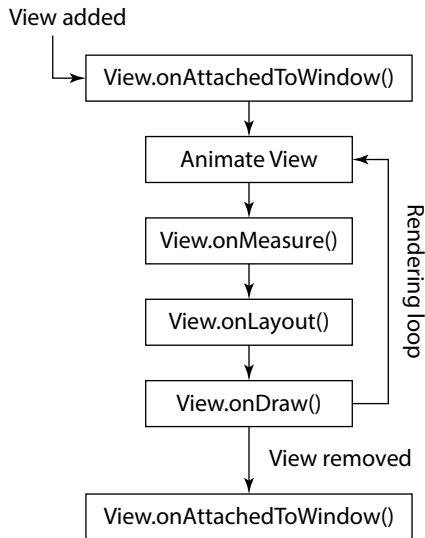 View added
View.onAttachedToWindow()
Animate View
View.onMeasure()
View.onLayout()
View.onDraw()
Rendering loop
View removed
View.onAttachedToWindow()